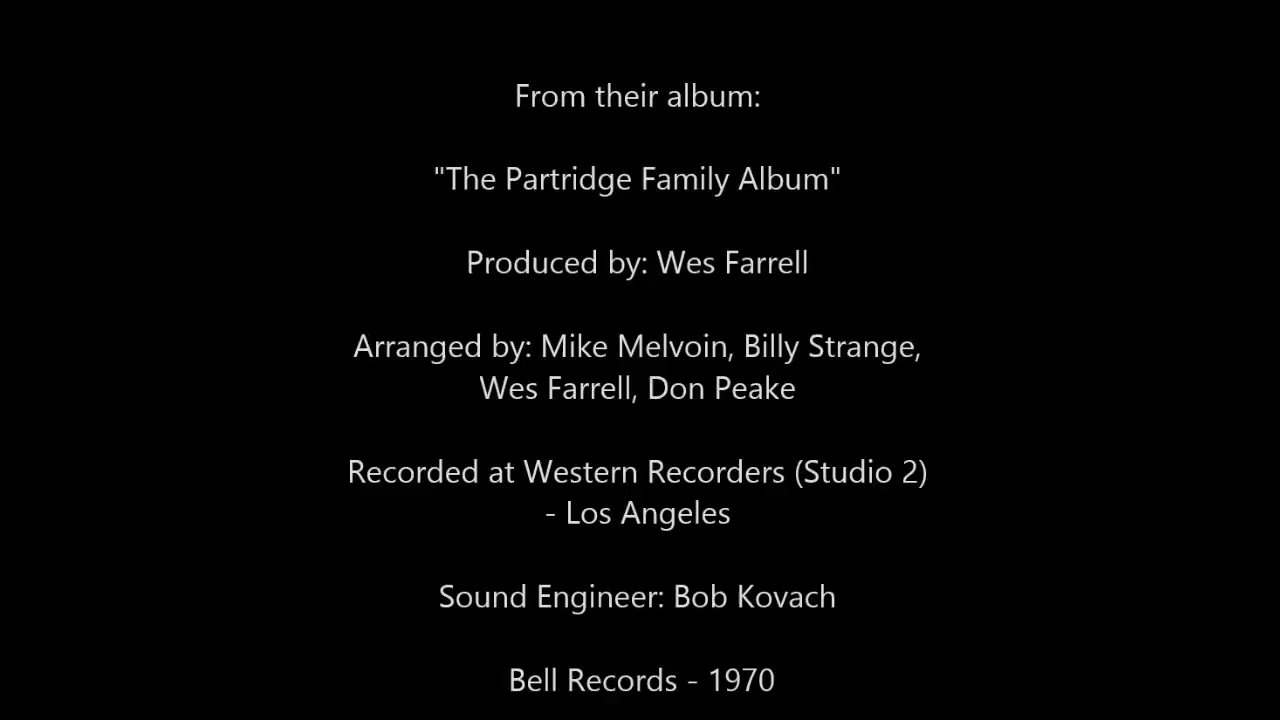 From their album:
"The Partridge Family Album"
Produced by: Wes Farrell
Arranged by: Mike Melvoin, Billy Strange,
Wes Farrell, Don Peake
Recorded at Western Recorders (Studio 2)
- Los Angeles
Sound Engineer: Bob Kovach
Bell Records - 1970